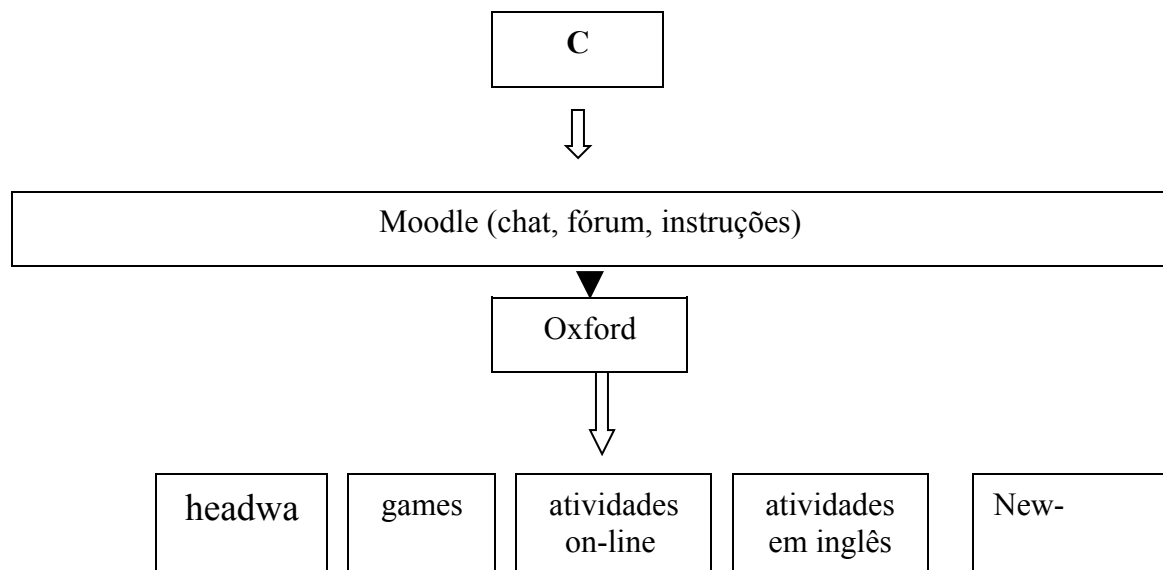 C
Moodle (chat, fórum, instruções)
Oxford
headwa
games
atividades
on-line
atividades
em inglês
New-